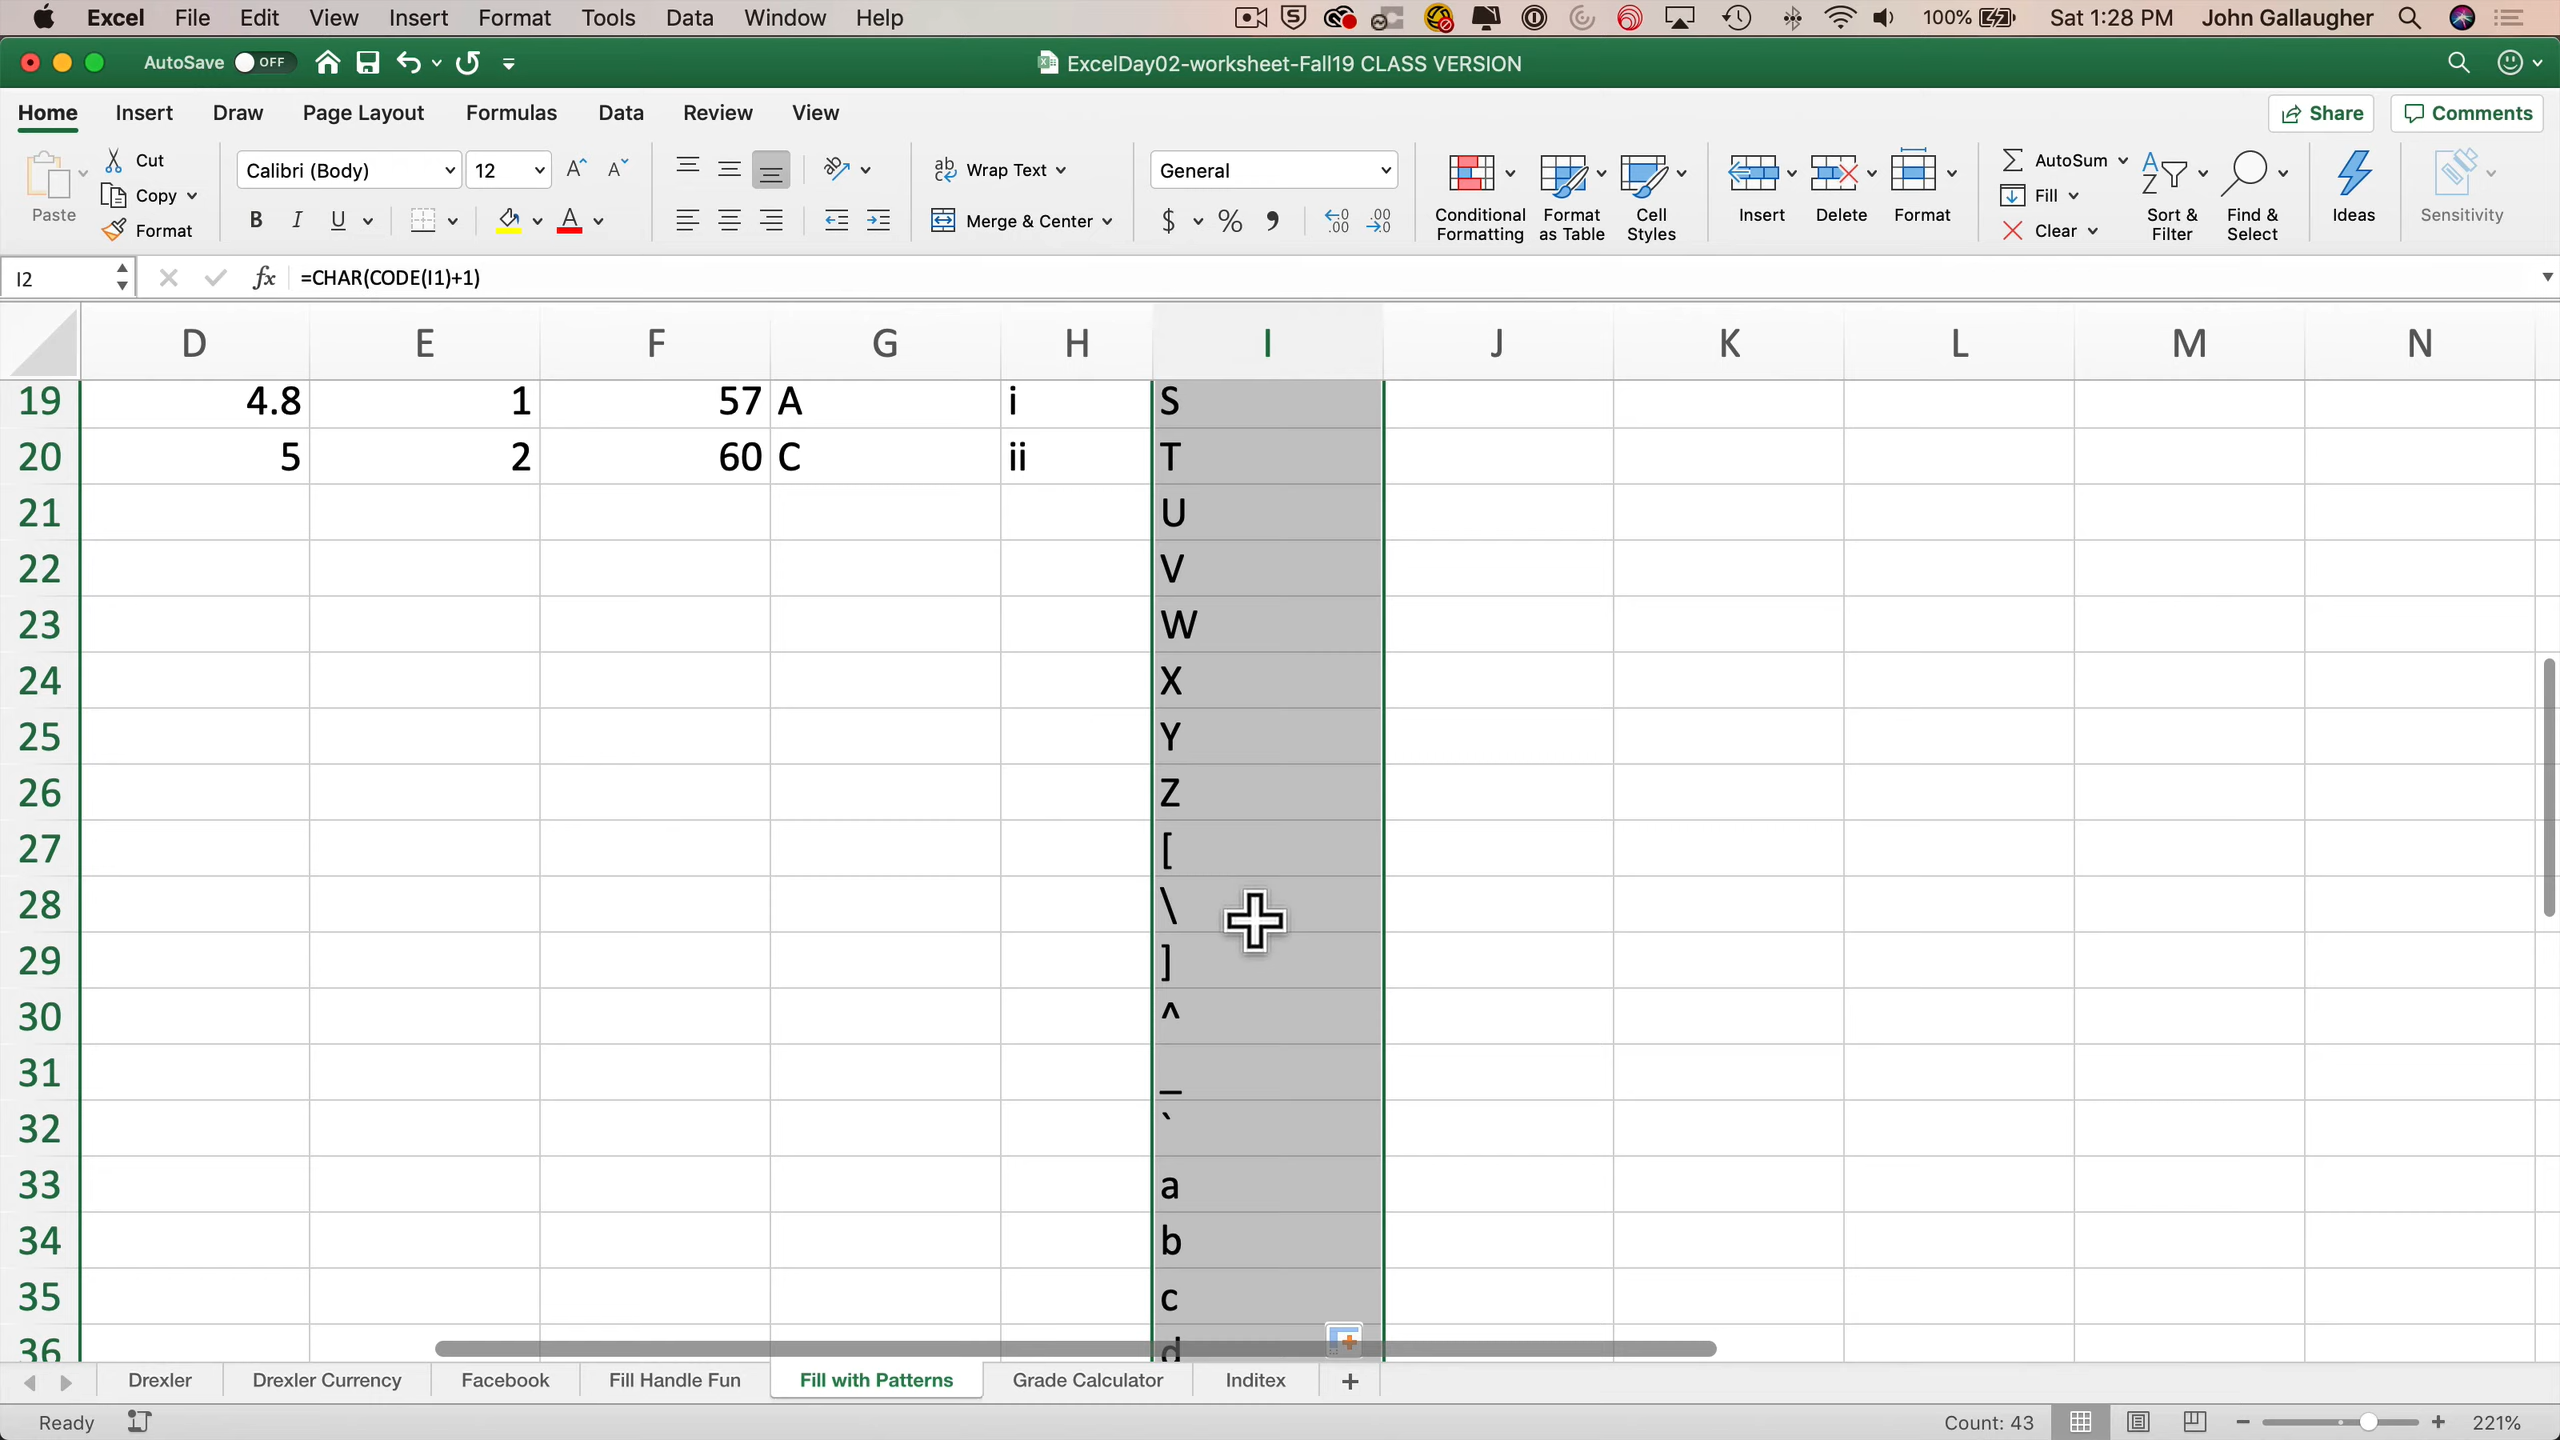 Excel File Edit View Insert Format Tools Data Window Help 100% Sat 1:28 PM John Gallaugher
AutoSave OFF ExcelDay02-worksheet-Fall19 CLASS VERSION
Home Insert Draw Page Layout Formulas Data Review View Share Comments
Paste Cut Copy Format Calibri (Body) 12 Wrap Text Merge & Center General Conditional Formatting Format as Table Cell Styles Insert Delete Format AutoSum Fill Clear Sort & Filter Find & Select Ideas Sensitivity
I2 fx =CHAR(CODE(I1)+1)
D E F G H I J K L M N
19 4.8 1 57 A i S
20 5 2 60 C ii T
21 U
22 V
23 W
24 X
25 Y
26 Z
27 [
28 \
29 ]
30 ^
31 _
32 `
33 a
34 b
35 c
36 d
Drexler Drexler Currency Facebook Fill Handle Fun Fill with Patterns Grade Calculator Inditex +
Ready Count: 43 221%